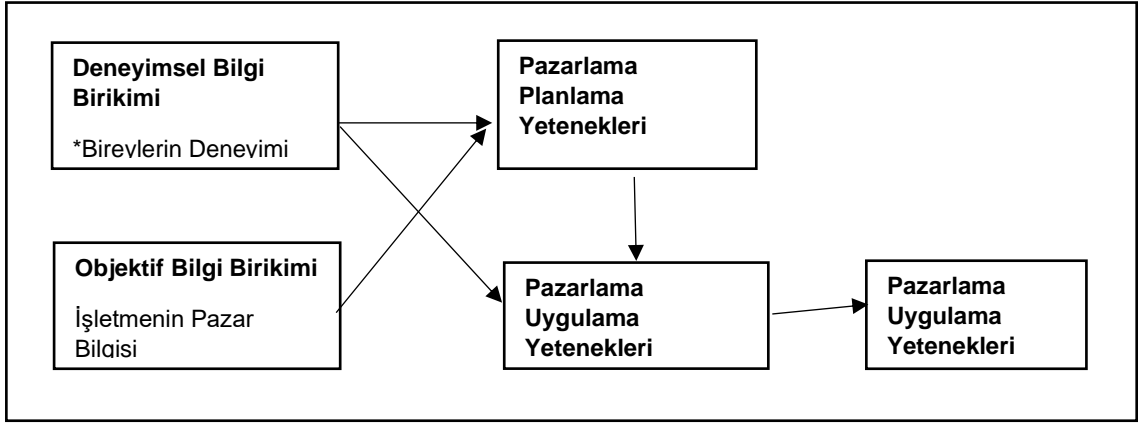 Deneyimsel Bilgi
Birikimi
*Bireylerin Deneyimi
Pazarlama
Planlama
Yetenekleri
Objektif Bilgi Birikimi
İşletmenin Pazar
Bilgisi
Pazarlama
Uygulama
Yetenekleri
Pazarlama
Uygulama
Yetenekleri